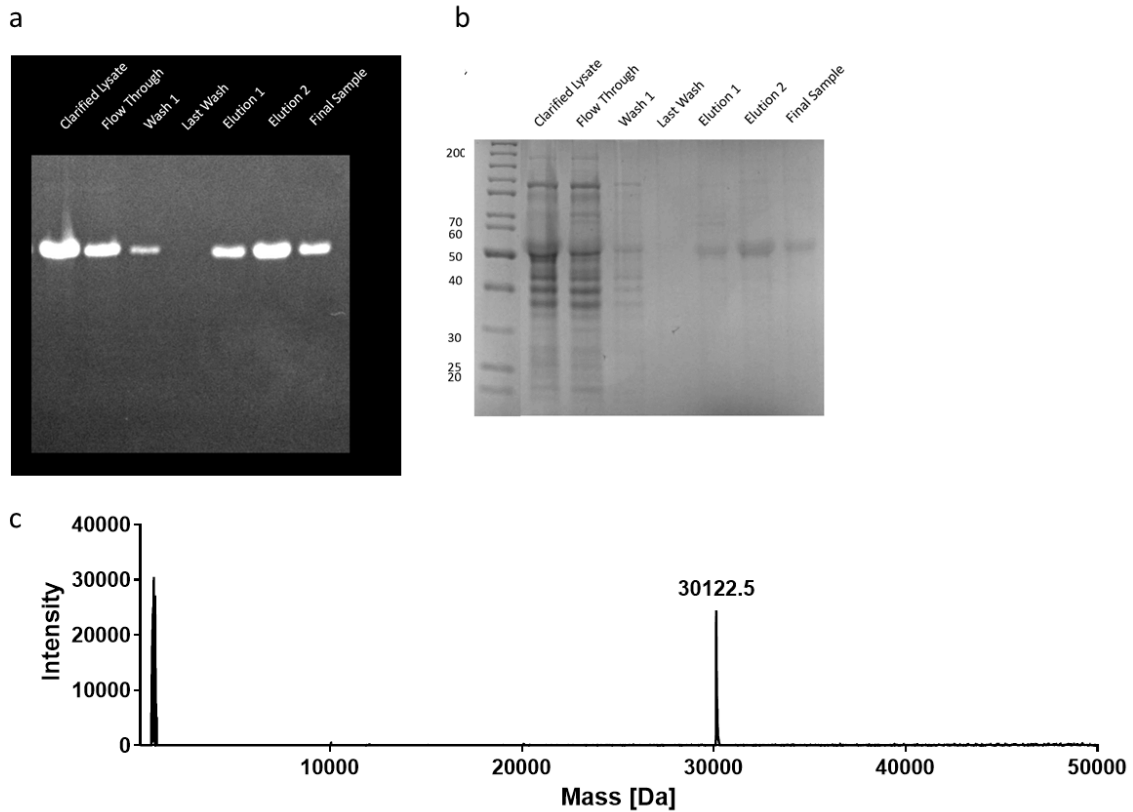 a
Clarified Lysate
Flow Through
Wash 1
Last Wash
Elution 1
Elution 2
Final Sample
b
Clarified Lysate
Flow Through
Wash 1
Last Wash
Elution 1
Elution 2
Final Sample
200
70
60
50
40
30
25
20
c
40000
30000
20000
10000
0
Intensity
30122.5
10000
20000
30000
40000
50000
Mass [Da]